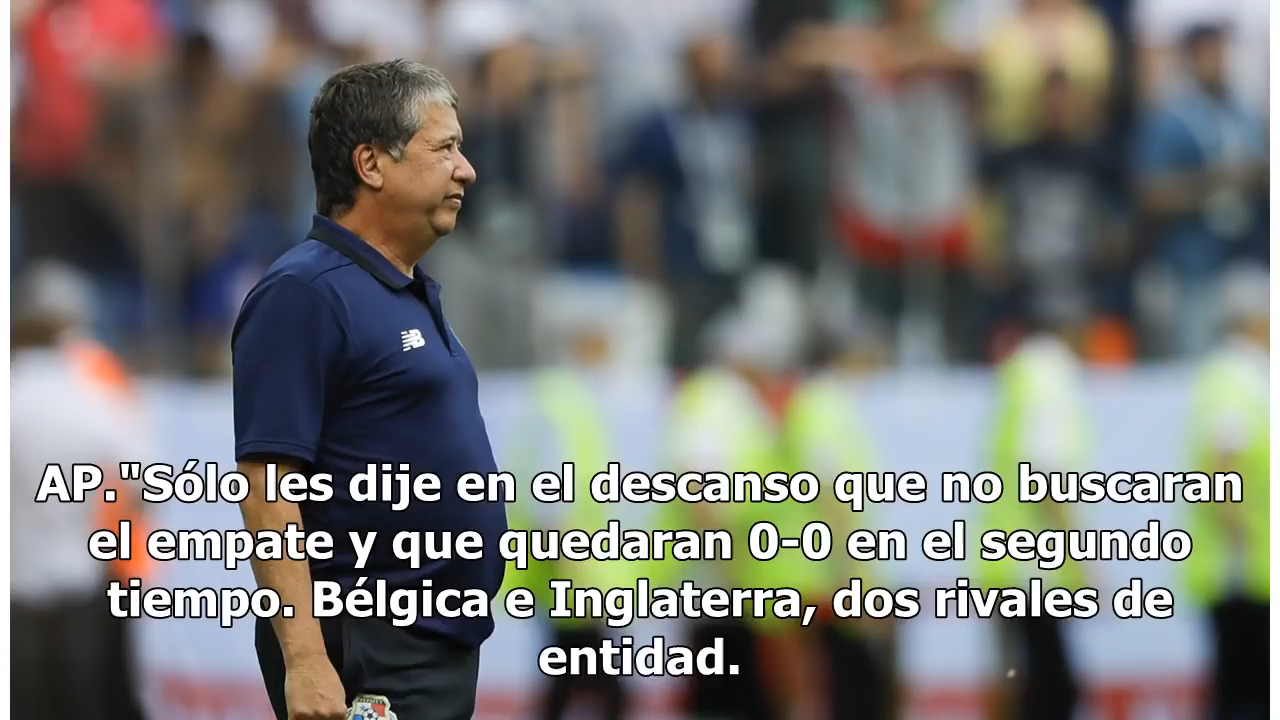 NB
AP."Sólo les dije en el descanso que no buscaran
el empate y que quedaran 0-0 en el segundo
tiempo. Bélgica e Inglaterra, dos rivales de
entidad.